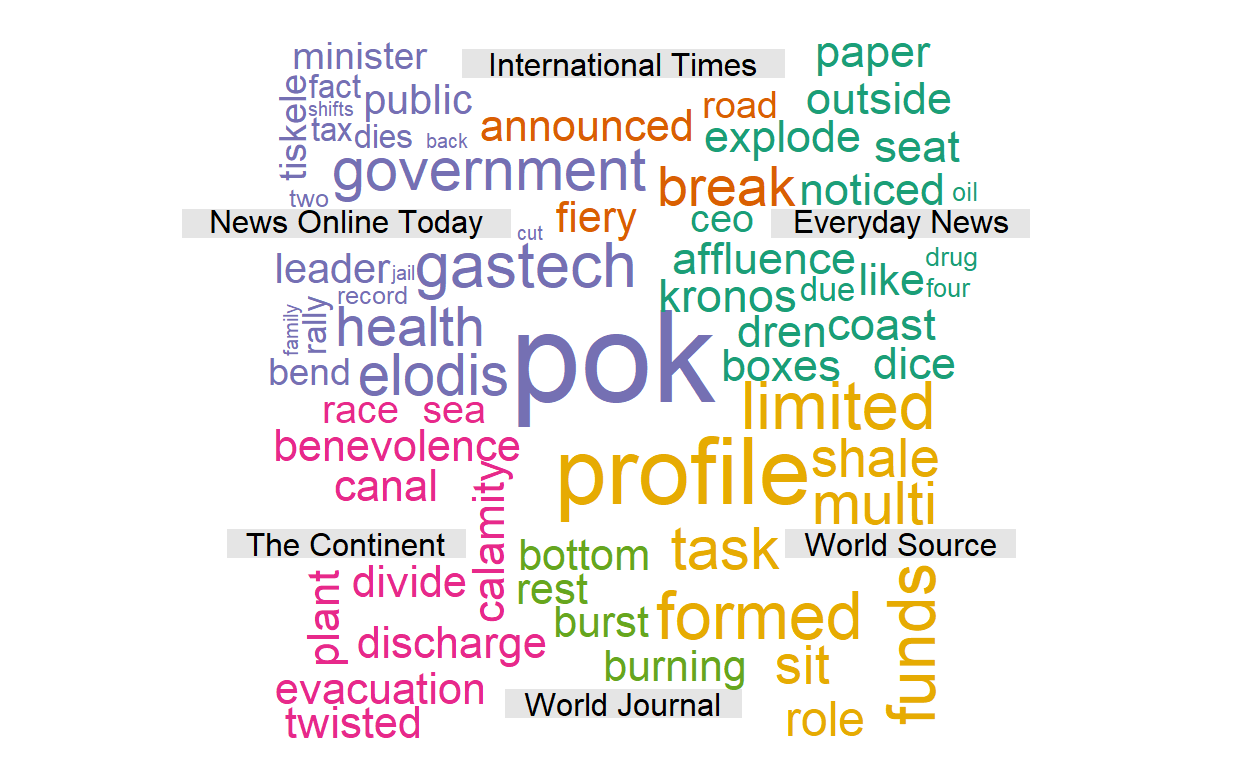 minister
International Times
paper
tiskele
fact
shifts
public
road
outside
tax
dies
back
announced
explode
seat
government
break
noticed
oil
two
News Online Today
cut
fiery
ceo
Everyday News
leader
jail
gastech
affluence
drug
record
kronos
due
like
four
family
rally
health
pok
dren
coast
bend
elodis
boxes
dice
race
sea
limited
benevolence
profile
shale
canal
calamity
multi
The Continent
bottom
task
World Source
plant
divide
rest
funds
burst
formed
discharge
burning
sit
evacuation
World Journal
twisted
role